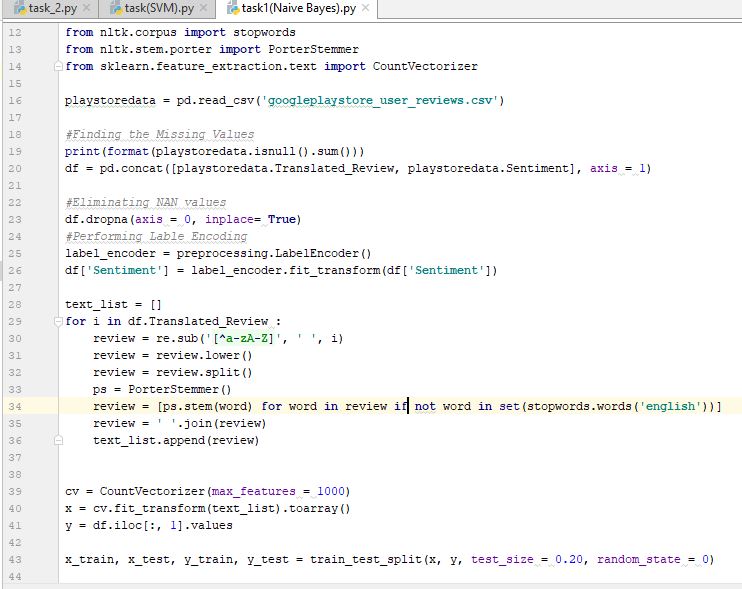 task_2.py × task(SVM).py × task1(Naive Bayes).py ×
12 from nltk.corpus import stopwords
13 from nltk.stem.porter import PorterStemmer
14 from sklearn.feature_extraction.text import CountVectorizer
15
16 playstoredata = pd.read_csv('googleplaystore_user_reviews.csv')
17
18 #Finding the Missing Values
19 print(format(playstoredata.isnull().sum()))
20 df = pd.concat([playstoredata.Translated_Review, playstoredata.Sentiment], axis = 1)
21
22 #Eliminating NAN values
23 df.dropna(axis = 0, inplace= True)
24 #Performing Lable Encoding
25 label_encoder = preprocessing.LabelEncoder()
26 df['Sentiment'] = label_encoder.fit_transform(df['Sentiment'])
27
28 text_list = []
29 for i in df.Translated_Review :
30     review = re.sub('[^a-zA-Z]', ' ', i)
31     review = review.lower()
32     review = review.split()
33     ps = PorterStemmer()
34     review = [ps.stem(word) for word in review if not word in set(stopwords.words('english'))]
35     review = ' '.join(review)
36     text_list.append(review)
37
38
39 cv = CountVectorizer(max_features = 1000)
40 x = cv.fit_transform(text_list).toarray()
41 y = df.iloc[:, 1].values
42
43 x_train, x_test, y_train, y_test = train_test_split(x, y, test_size = 0.20, random_state = 0)
44